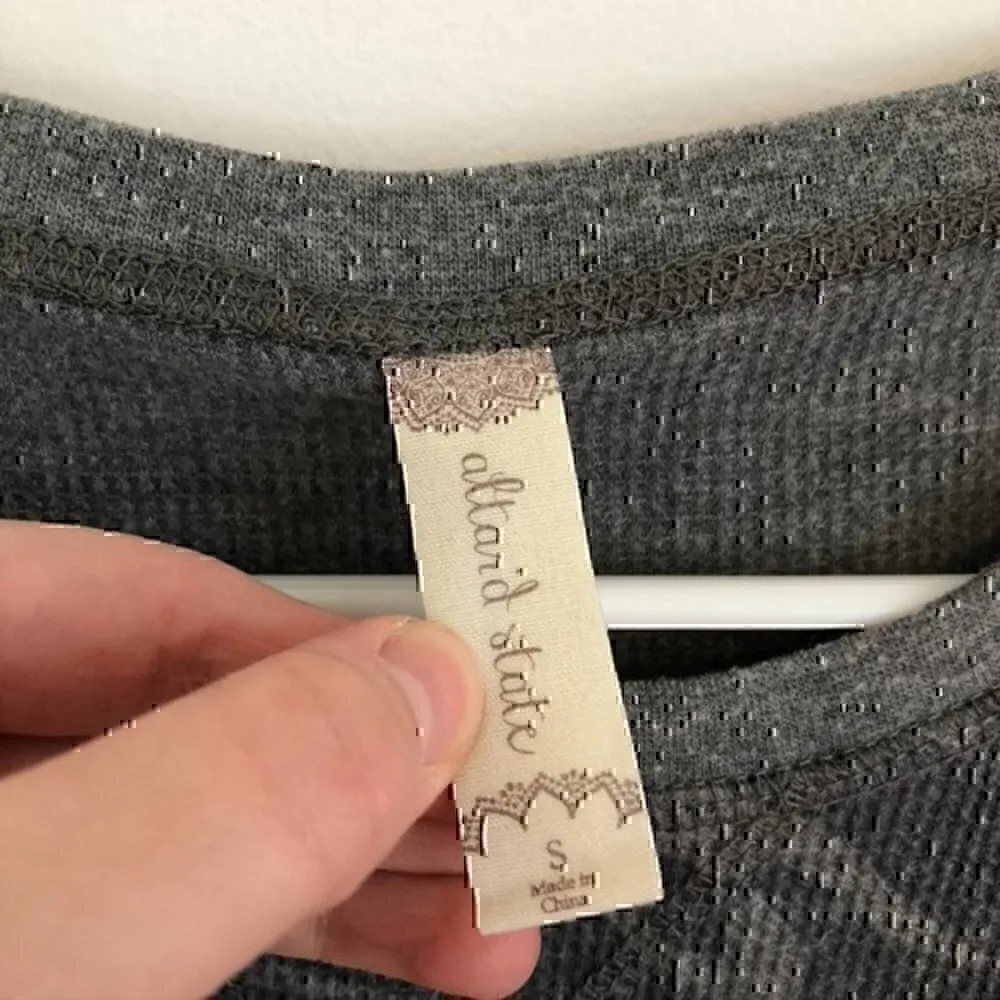 altar'd state
S
Made in
China